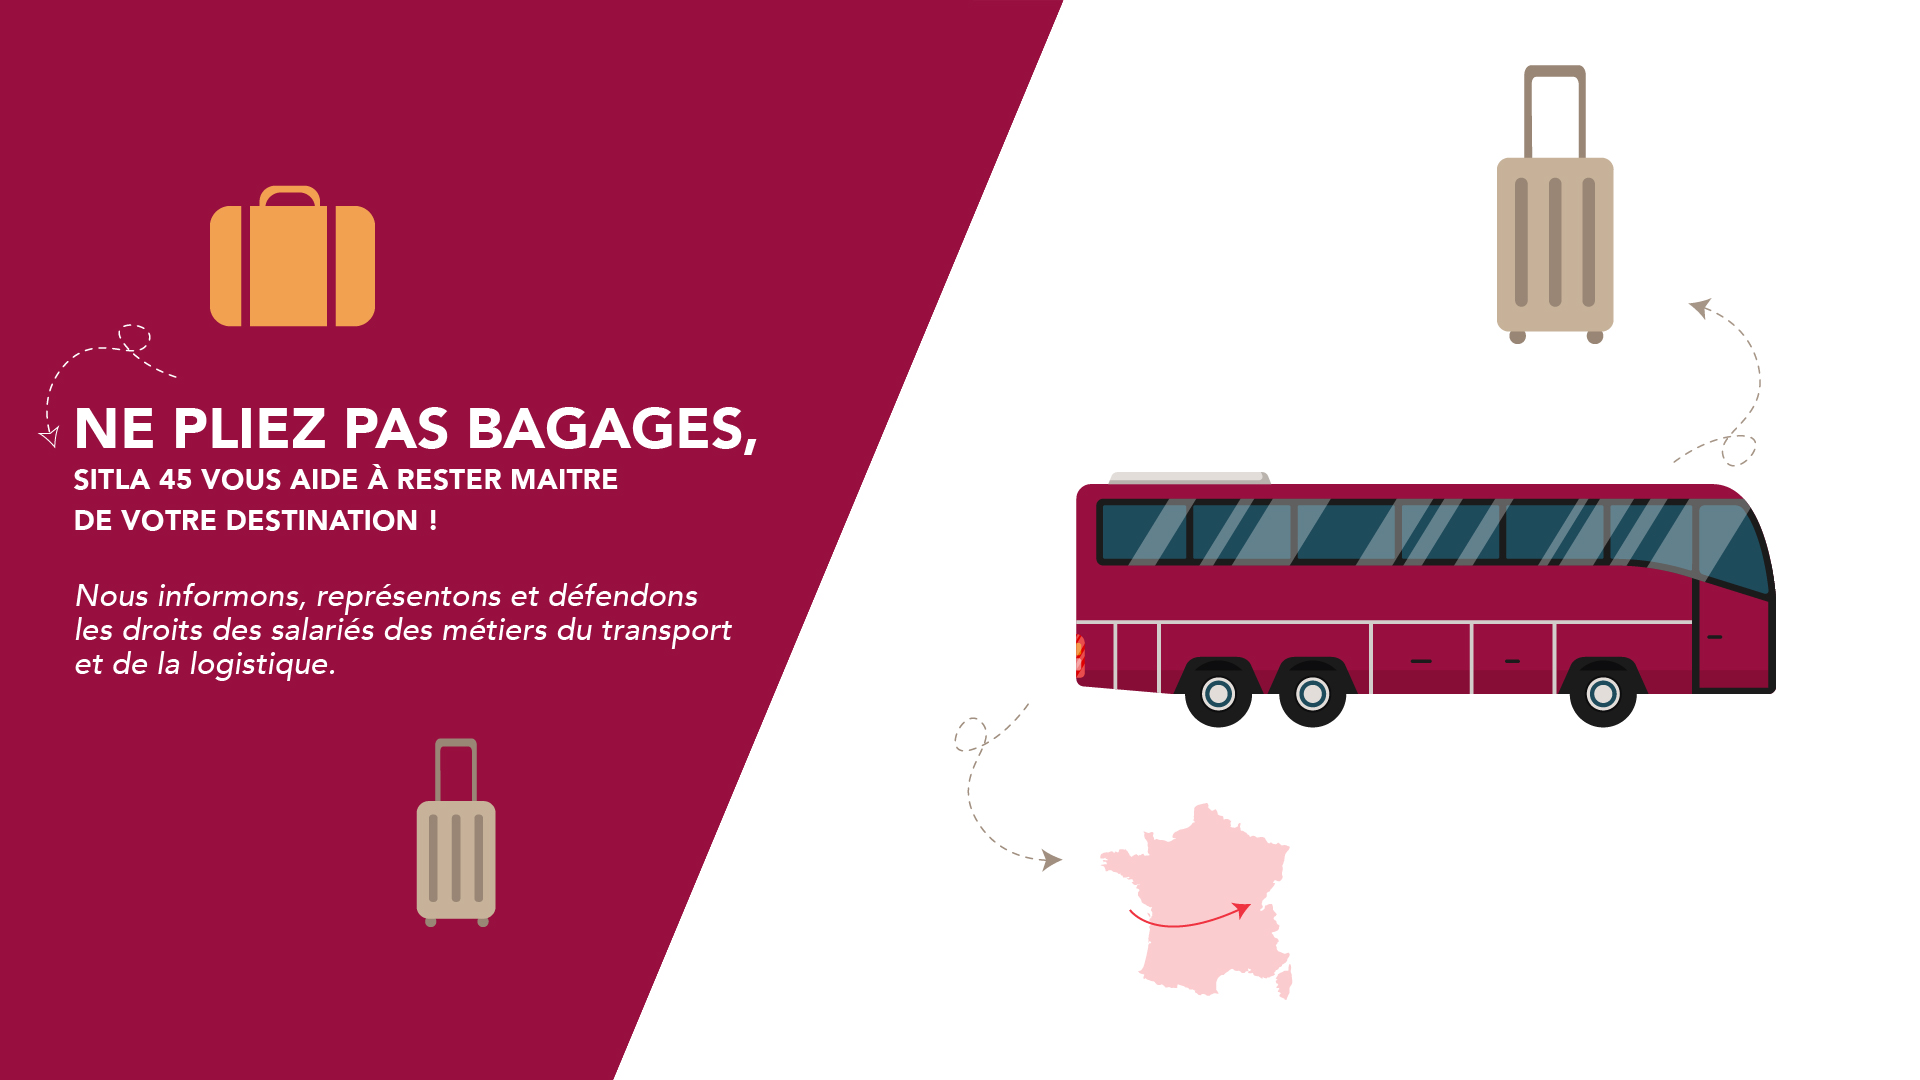 NE PLIEZ PAS BAGAGES,
SITLA 45 VOUS AIDE À RESTER MAITRE
DE VOTRE DESTINATION !
Nous informons, représentons et défendons
les droits des salariés des métiers du transport
et de la logistique.